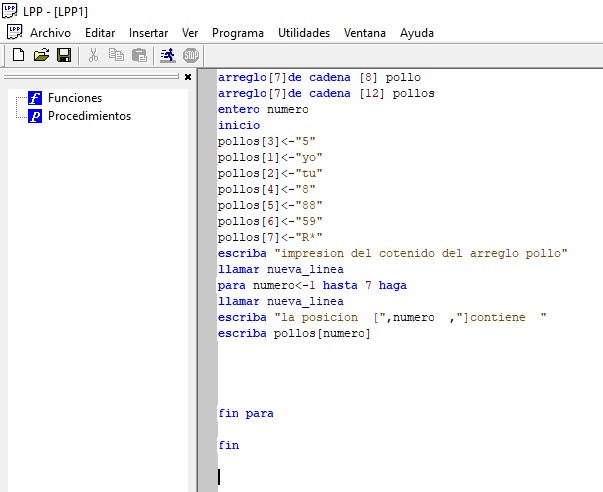 LPP - [LPP1]
Archivo Editar Insertar Ver Programa Utilidades Ventana Ayuda
Funciones
Procedimientos
arreglo[7]de cadena [8] pollo
arreglo[7]de cadena [12] pollos
entero numero
inicio
pollos[3]<-"5"
pollos[1]<-"yo"
pollos[2]<-"tu"
pollos[4]<-"8"
pollos[5]<-"88"
pollos[6]<-"59"
pollos[7]<-"R*"
escriba "impresion del cotenido del arreglo pollo"
llamar nueva_linea
para numero<-1 hasta 7 haga
llamar nueva_linea
escriba "la posicion  [",numero  ,"]contiene  "
escriba pollos[numero]
fin para
fin